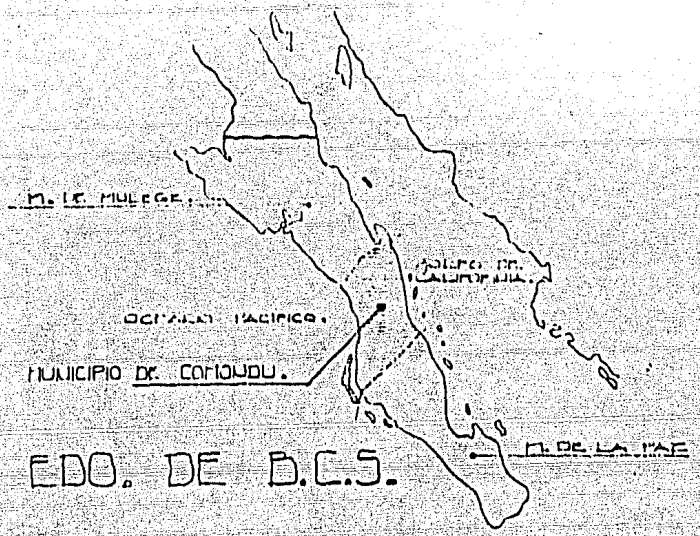 M. DE MULEGE.
GOLFO DE
CALIFORNIA.
OCEANO PACIFICO.
MUNICIPIO DE COMONDU.
M. DE LA PAZ
EDO. DE B.C.S.